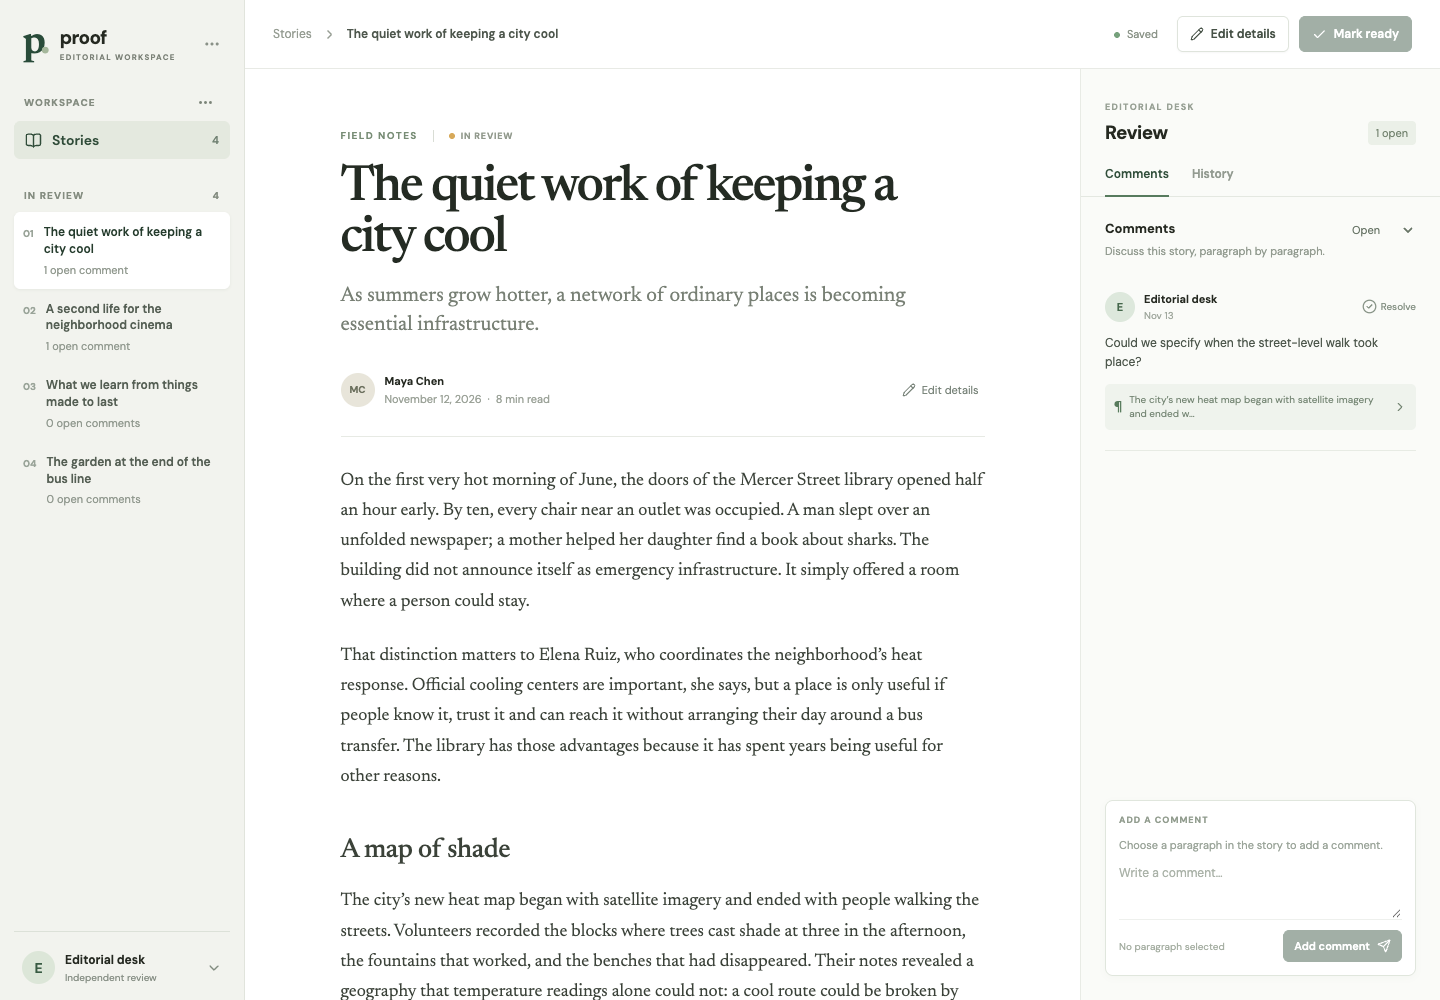 proof
EDITORIAL WORKSPACE
WORKSPACE
Stories
4
IN REVIEW
4
01
The quiet work of keeping a
city cool
1 open comment
02
A second life for the
neighborhood cinema
1 open comment
03
What we learn from things
made to last
0 open comments
04
The garden at the end of the
bus line
0 open comments
E
Editorial desk
Independent review
Stories
The quiet work of keeping a city cool
Saved
Edit details
Mark ready
FIELD NOTES
IN REVIEW
The quiet work of keeping a
city cool
As summers grow hotter, a network of ordinary places is becoming
essential infrastructure.
MC
Maya Chen
November 12, 2026 · 8 min read
Edit details
On the first very hot morning of June, the doors of the Mercer Street library opened half
an hour early. By ten, every chair near an outlet was occupied. A man slept over an
unfolded newspaper; a mother helped her daughter find a book about sharks. The
building did not announce itself as emergency infrastructure. It simply offered a room
where a person could stay.
That distinction matters to Elena Ruiz, who coordinates the neighborhood’s heat
response. Official cooling centers are important, she says, but a place is only useful if
people know it, trust it and can reach it without arranging their day around a bus
transfer. The library has those advantages because it has spent years being useful for
other reasons.
A map of shade
The city’s new heat map began with satellite imagery and ended with people walking the
streets. Volunteers recorded the blocks where trees cast shade at three in the afternoon,
the fountains that worked, and the benches that had disappeared. Their notes revealed a
geography that temperature readings alone could not: a cool route could be broken by
EDITORIAL DESK
Review
1 open
Comments
History
Comments
Open
Discuss this story, paragraph by paragraph.
E
Editorial desk
Nov 13
Resolve
Could we specify when the street-level walk took
place?
¶
The city’s new heat map began with satellite imagery
and ended w…
ADD A COMMENT
Choose a paragraph in the story to add a comment.
Write a comment…
No paragraph selected
Add comment